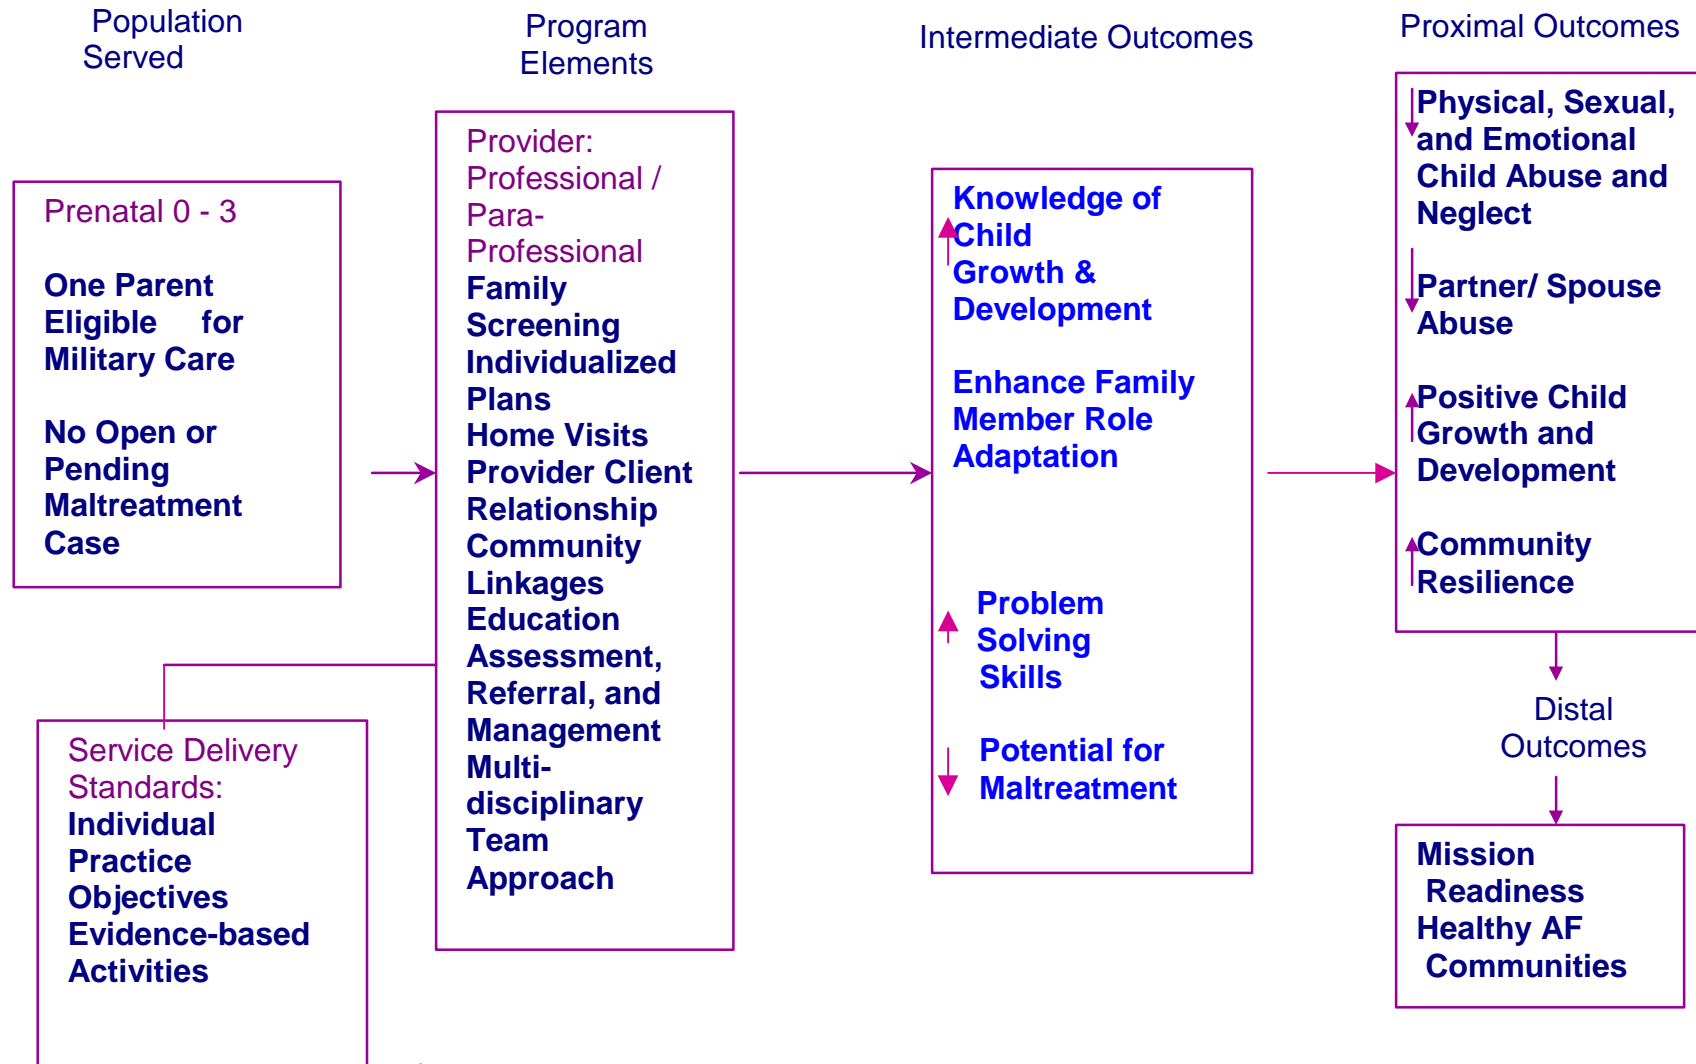 Population
Served
Prenatal 0 - 3
One Parent
Eligible for
Military Care
No Open or
Pending
Maltreatment
Case
Service Delivery
Standards:
Individual
Practice
Objectives
Evidence-based
Activities
Program
Elements
Provider:
Professional /
Para-
Professional
Family
Screening
Individualized
Plans
Home Visits
Provider Client
Relationship
Community
Linkages
Education
Assessment,
Referral, and
Management
Multi-
disciplinary
Team
Approach
Intermediate Outcomes
Knowledge of
Child
Growth &
Development
Enhance Family
Member Role
Adaptation
Problem
Solving
Skills
Potential for
Maltreatment
Proximal Outcomes
Physical, Sexual,
and Emotional
Child Abuse and
Neglect
Partner/ Spouse
Abuse
Positive Child
Growth and
Development
Community
Resilience
Distal
Outcomes
Mission
Readiness
Healthy AF
Communities